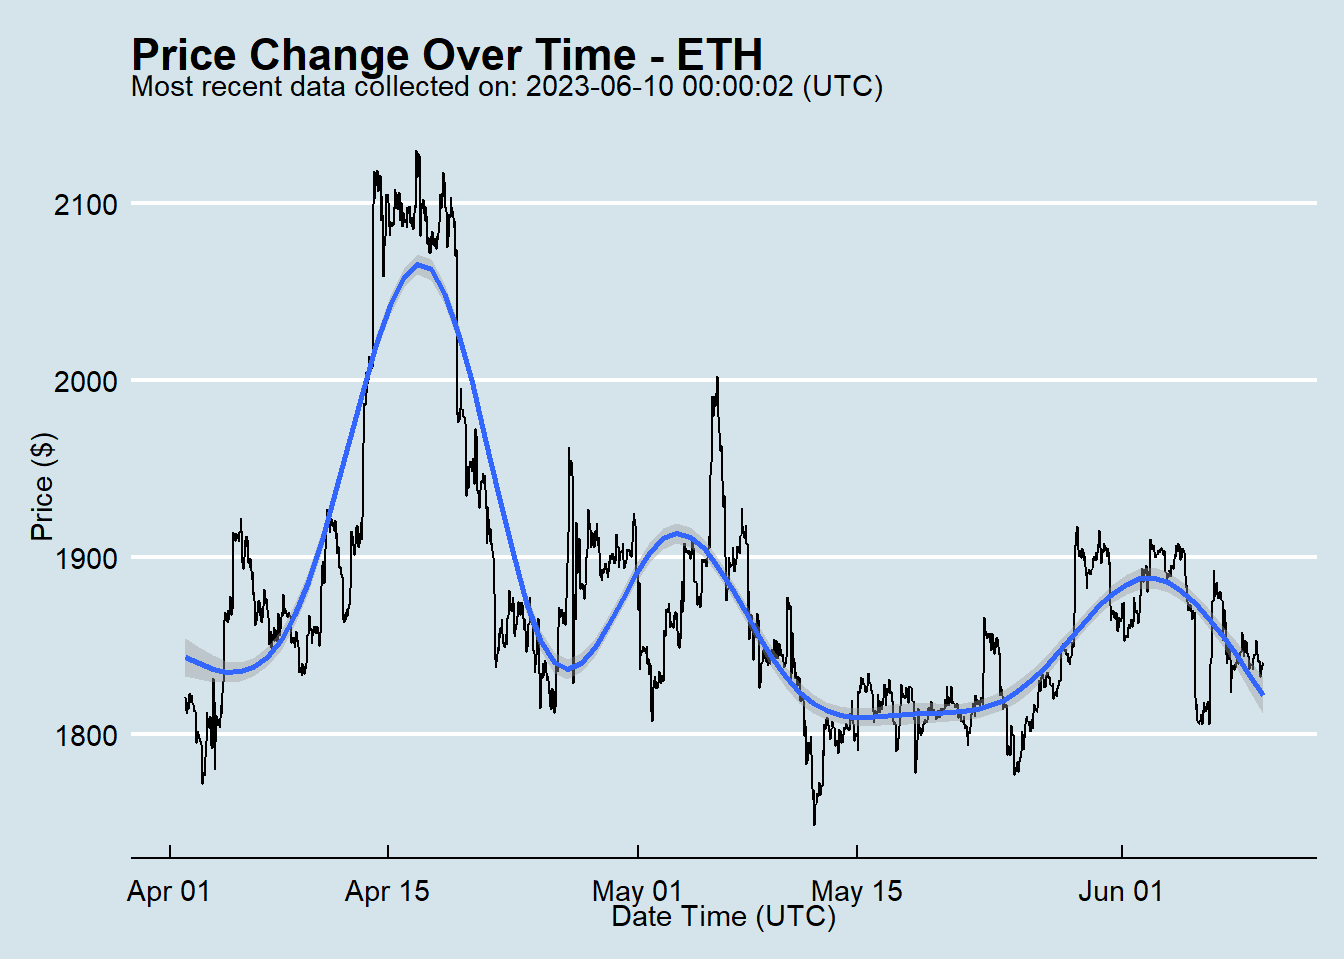 Price Change Over Time - ETH
Most recent data collected on: 2023-06-10 00:00:02 (UTC)
2100
2000
1900
1800
Price ($)
Apr 01 Apr 15 May 01 May 15 Jun 01
Date Time (UTC)